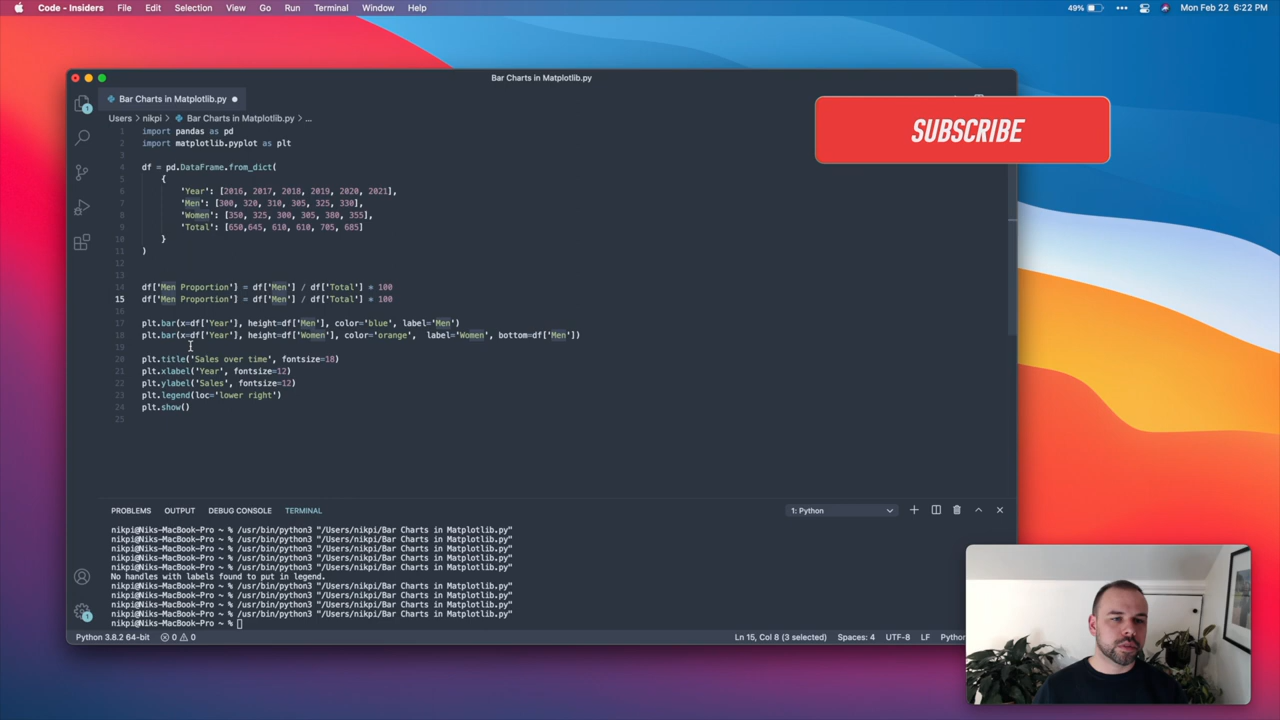 Code - Insiders File Edit Selection View Go Run Terminal Window Help 49% Mon Feb 22 6:22 PM
Bar Charts in Matplotlib.py
Bar Charts in Matplotlib.py
Users > nikpi > Bar Charts in Matplotlib.py > ...
SUBSCRIBE
1 import pandas as pd
2 import matplotlib.pyplot as plt
3
4 df = pd.DataFrame.from_dict(
5 {
6 'Year': [2016, 2017, 2018, 2019, 2020, 2021],
7 'Men': [300, 320, 310, 305, 325, 330],
8 'Women': [350, 325, 300, 305, 380, 355],
9 'Total': [650,645, 610, 610, 705, 685]
10 }
11 )
12
13
14 df['Men Proportion'] = df['Men'] / df['Total'] * 100
15 df['Men Proportion'] = df['Men'] / df['Total'] * 100
16
17 plt.bar(x=df['Year'], height=df['Men'], color='blue', label='Men')
18 plt.bar(x=df['Year'], height=df['Women'], color='orange', label='Women', bottom=df['Men'])
19
20 plt.title('Sales over time', fontsize=18)
21 plt.xlabel('Year', fontsize=12)
22 plt.ylabel('Sales', fontsize=12)
23 plt.legend(loc='lower right')
24 plt.show()
25
PROBLEMS OUTPUT DEBUG CONSOLE TERMINAL 1: Python
nikpi@Niks-MacBook-Pro ~ % /usr/bin/python3 "/Users/nikpi/Bar Charts in Matplotlib.py"
nikpi@Niks-MacBook-Pro ~ % /usr/bin/python3 "/Users/nikpi/Bar Charts in Matplotlib.py"
nikpi@Niks-MacBook-Pro ~ % /usr/bin/python3 "/Users/nikpi/Bar Charts in Matplotlib.py"
nikpi@Niks-MacBook-Pro ~ % /usr/bin/python3 "/Users/nikpi/Bar Charts in Matplotlib.py"
nikpi@Niks-MacBook-Pro ~ % /usr/bin/python3 "/Users/nikpi/Bar Charts in Matplotlib.py"
No handles with labels found to put in legend.
nikpi@Niks-MacBook-Pro ~ % /usr/bin/python3 "/Users/nikpi/Bar Charts in Matplotlib.py"
nikpi@Niks-MacBook-Pro ~ % /usr/bin/python3 "/Users/nikpi/Bar Charts in Matplotlib.py"
nikpi@Niks-MacBook-Pro ~ % /usr/bin/python3 "/Users/nikpi/Bar Charts in Matplotlib.py"
nikpi@Niks-MacBook-Pro ~ % /usr/bin/python3 "/Users/nikpi/Bar Charts in Matplotlib.py"
nikpi@Niks-MacBook-Pro ~ %
Python 3.8.2 64-bit 0 0 Ln 15, Col 8 (3 selected) Spaces: 4 UTF-8 LF Python